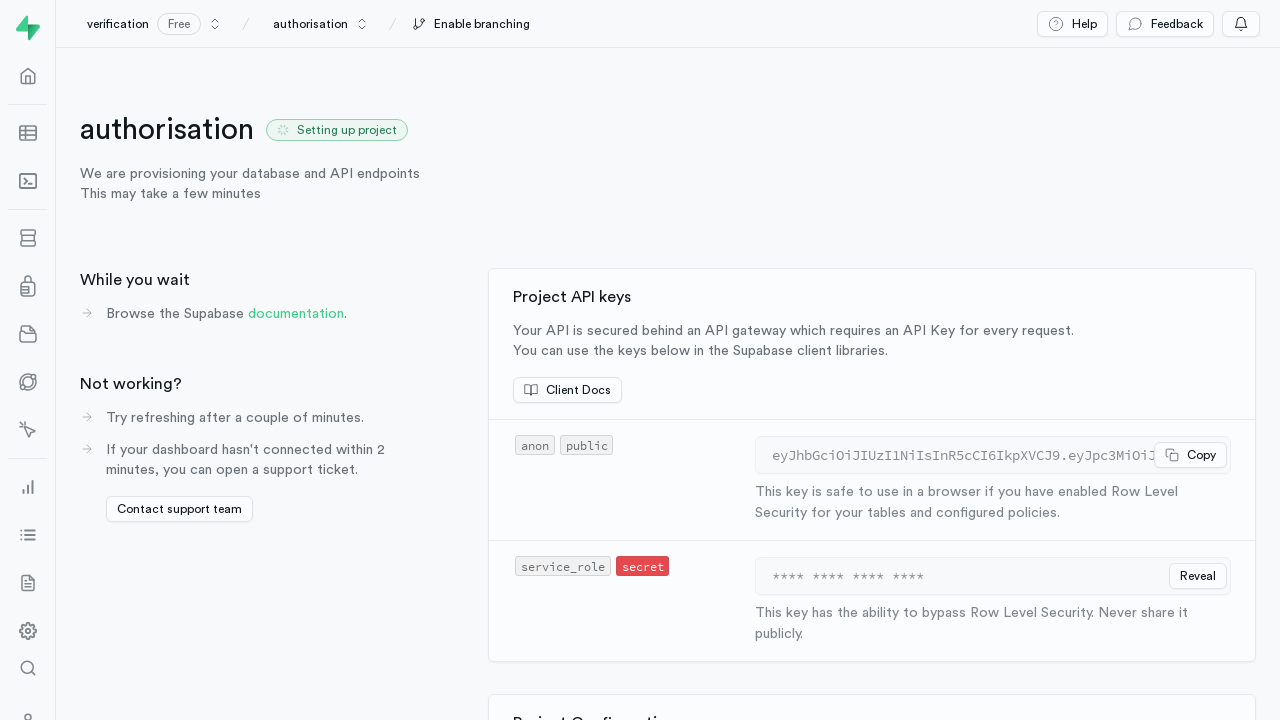 verification Free authorisation Enable branching Help Feedback
authorisation Setting up project
We are provisioning your database and API endpoints
This may take a few minutes
While you wait
Browse the Supabase documentation.
Not working?
Try refreshing after a couple of minutes.
If your dashboard hasn't connected within 2
minutes, you can open a support ticket.
Contact support team
Project API keys
Your API is secured behind an API gateway which requires an API Key for every request.
You can use the keys below in the Supabase client libraries.
Client Docs
anon public
eyJhbGciOiJIUzI1NiIsInR5cCI6IkpXVCJ9.eyJpc3MiOiJ Copy
This key is safe to use in a browser if you have enabled Row Level
Security for your tables and configured policies.
service_role secret
**** **** **** **** Reveal
This key has the ability to bypass Row Level Security. Never share it
publicly.